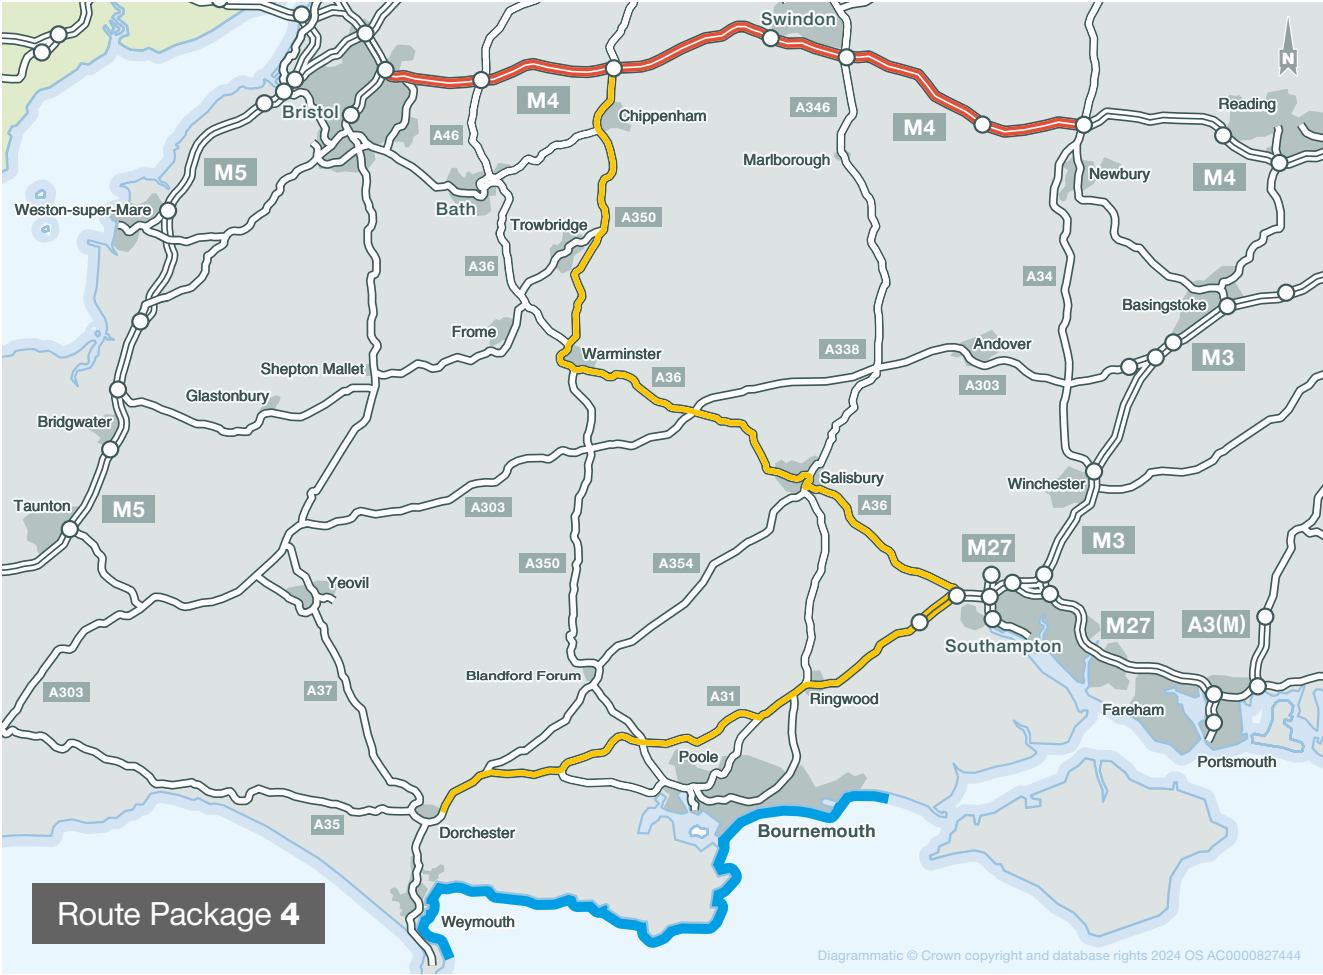 Swindon
N
M4
Chippenham
A346
M4
Reading
Bristol
A46
M5
Marlborough
Newbury
M4
Weston-super-Mare
Bath
Trowbridge
A350
A36
A34
Basingstoke
Frome
Warminster
A338
Andover
M3
Shepton Mallet
A36
A303
Glastonbury
Bridgwater
Salisbury
Winchester
Taunton
M5
A303
A36
M27
M3
A350
A354
Yeovil
M27
A3(M)
Southampton
A303
A37
Blandford Forum
A31
Ringwood
Fareham
Poole
Portsmouth
A35
Dorchester
Bournemouth
Route Package 4
Weymouth
Diagrammatic © Crown copyright and database rights 2024 OS AC0000827444